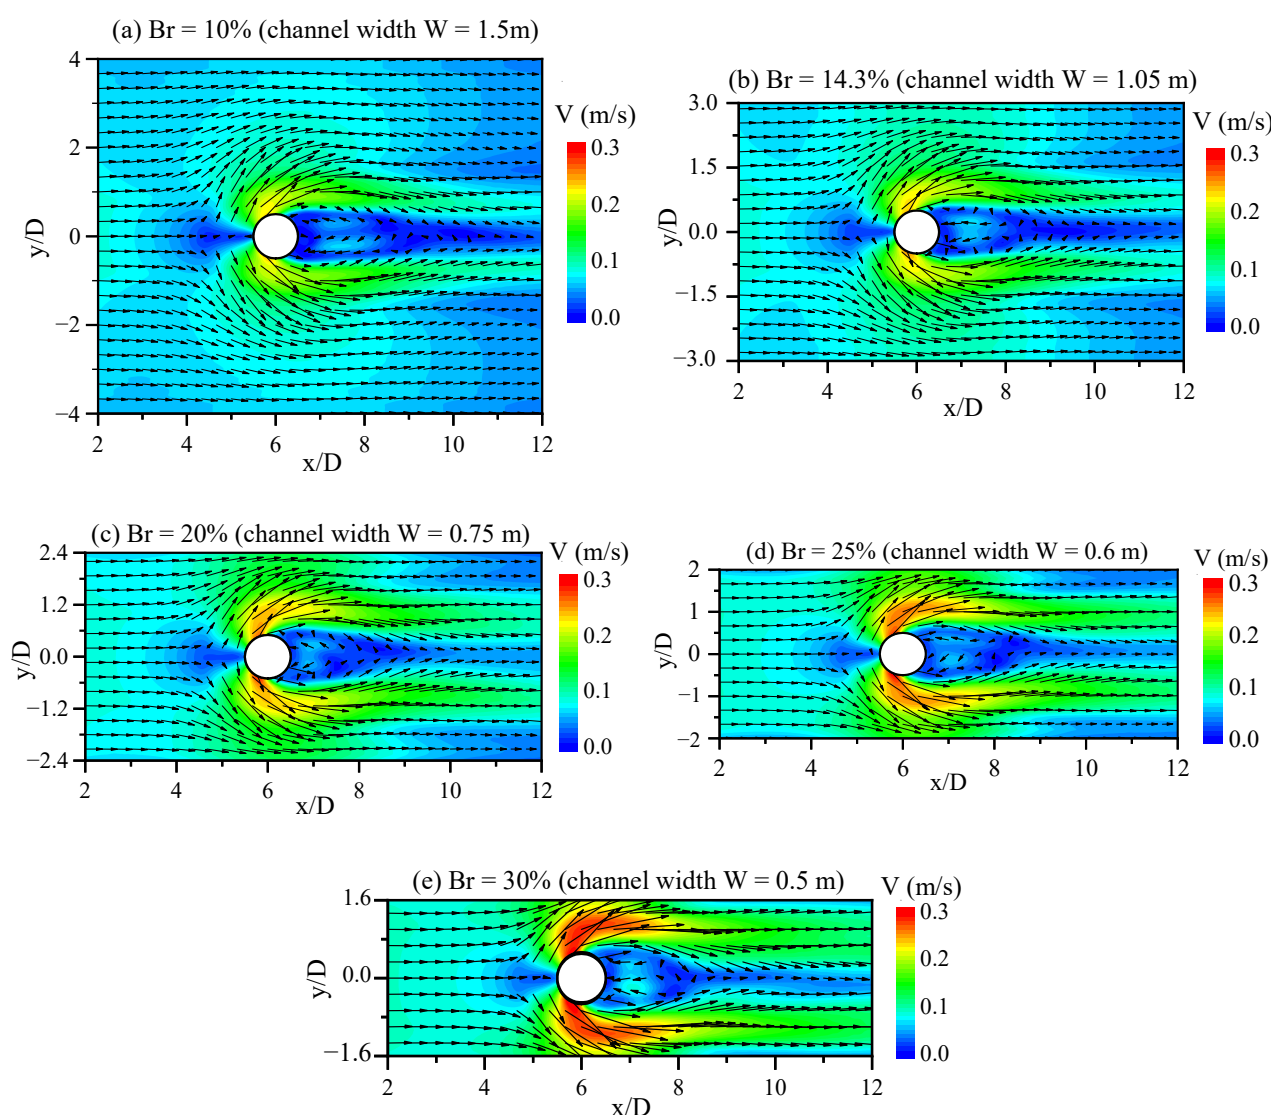 (a) Br = 10% (channel width W = 1.5m)
4
2
0
−2
−4
y/D
2 4 6 8 10 12
x/D
V (m/s)
0.3
0.2
0.1
0.0
(b) Br = 14.3% (channel width W = 1.05 m)
3.0
1.5
0.0
−1.5
−3.0
y/D
2 4 6 8 10 12
x/D
V (m/s)
0.3
0.2
0.1
0.0
(c) Br = 20% (channel width W = 0.75 m)
2.4
1.2
0.0
−1.2
−2.4
y/D
2 4 6 8 10 12
x/D
V (m/s)
0.3
0.2
0.1
0.0
(d) Br = 25% (channel width W = 0.6 m)
2
1
0
−1
−2
y/D
2 4 6 8 10 12
x/D
V (m/s)
0.3
0.2
0.1
0.0
(e) Br = 30% (channel width W = 0.5 m)
1.6
0.0
−1.6
y/D
2 4 6 8 10 12
x/D
V (m/s)
0.3
0.2
0.1
0.0